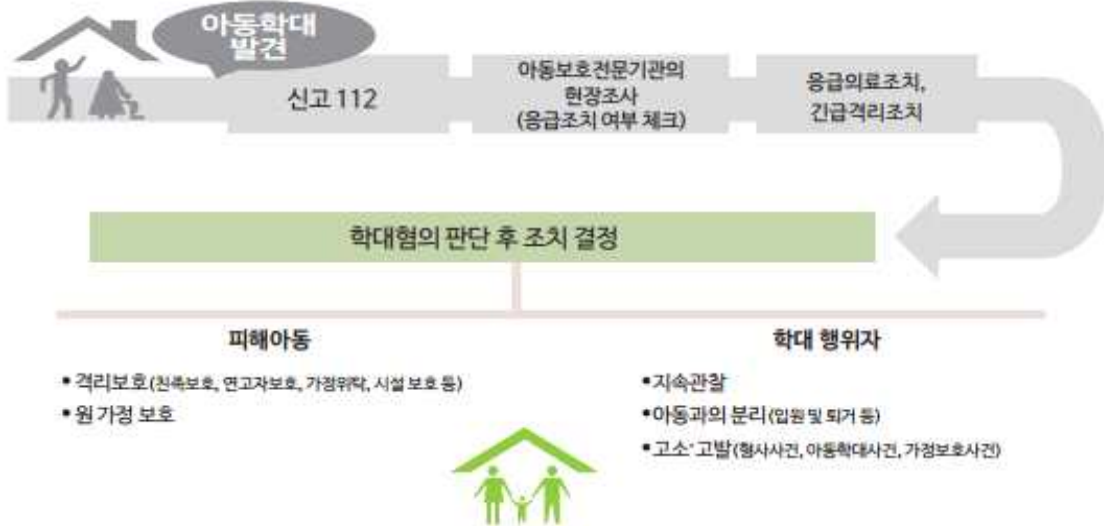 아동학대
발견
신고 112
아동보호전문기관의
현장조사
(응급조치 여부 체크)
응급의료조치,
긴급격리조치
학대혐의 판단 후 조치 결정
피해아동
• 격리보호(친족보호, 연고자보호, 가정위탁, 시설 보호 등)
• 원 가정 보호
학대 행위자
• 지속관찰
• 아동과의 분리(입원 및 퇴거 등)
• 고소·고발(형사사건, 아동학대사건, 가정보호사건)